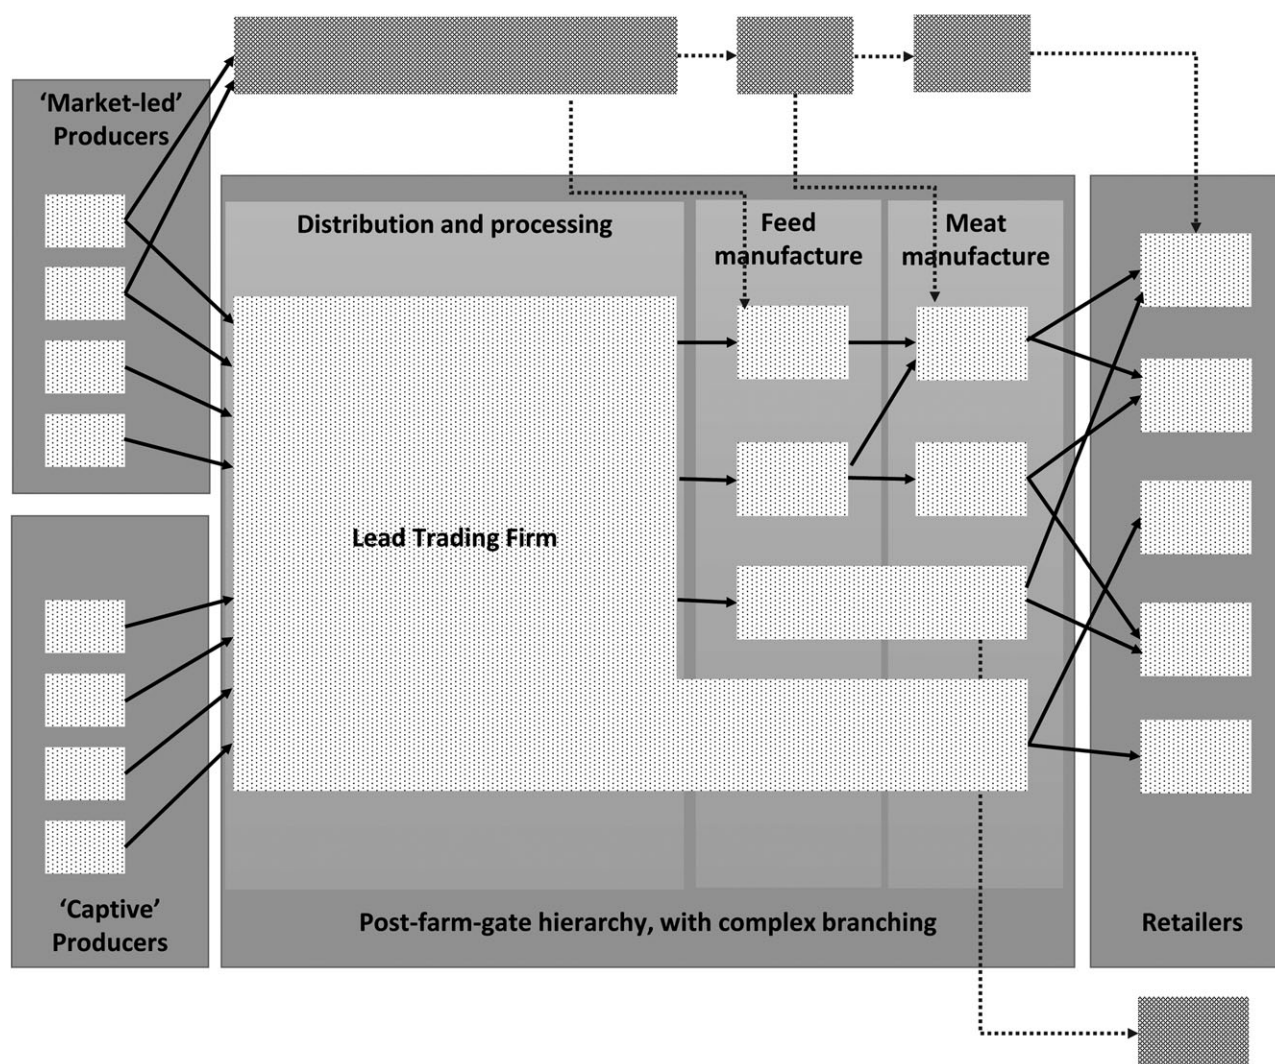 ‘Market-led’
Producers
Distribution and processing
Feed
manufacture
Meat
manufacture
Lead Trading Firm
‘Captive’
Producers
Post-farm-gate hierarchy, with complex branching
Retailers